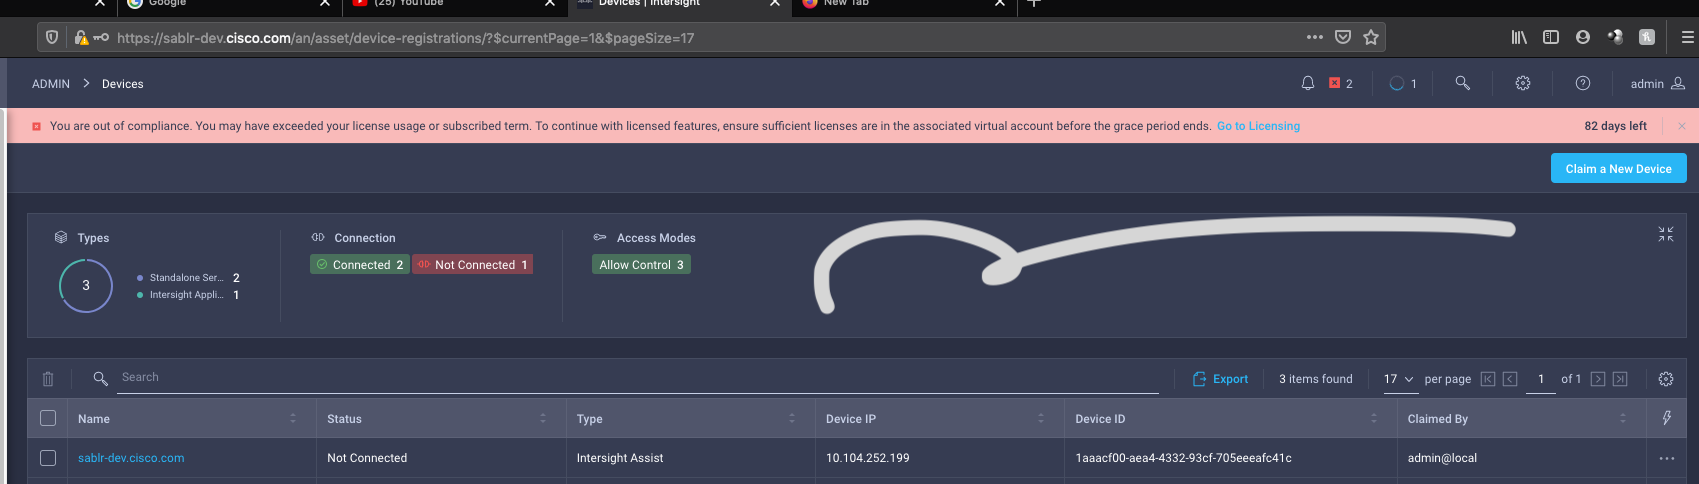 Google
(25) YouTube
Devices | Intersight
New Tab
https://sablr-dev.cisco.com/an/asset/device-registrations/?$currentPage=1&$pageSize=17
ADMIN > Devices
2
1
admin
You are out of compliance. You may have exceeded your license usage or subscribed term. To continue with licensed features, ensure sufficient licenses are in the associated virtual account before the grace period ends. Go to Licensing
82 days left
Claim a New Device
Types
3
Standalone Ser... 2
Intersight Appli... 1
Connection
Connected 2
Not Connected 1
Access Modes
Allow Control 3
Search
Export
3 items found
17 per page
1 of 1
Name Status Type Device IP Device ID Claimed By
sablr-dev.cisco.com Not Connected Intersight Assist 10.104.252.199 1aaacf00-aea4-4332-93cf-705eeeafc41c admin@local